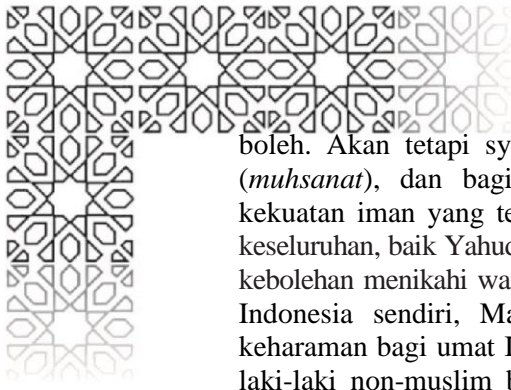 boleh. Akan tetapi sy
(muhsanat), dan bagi
kekuatan iman yang te
keseluruhan, baik Yahud
kebolehan menikahi wa
Indonesia sendiri, Ma
keharaman bagi umat I
laki-laki non-muslim b